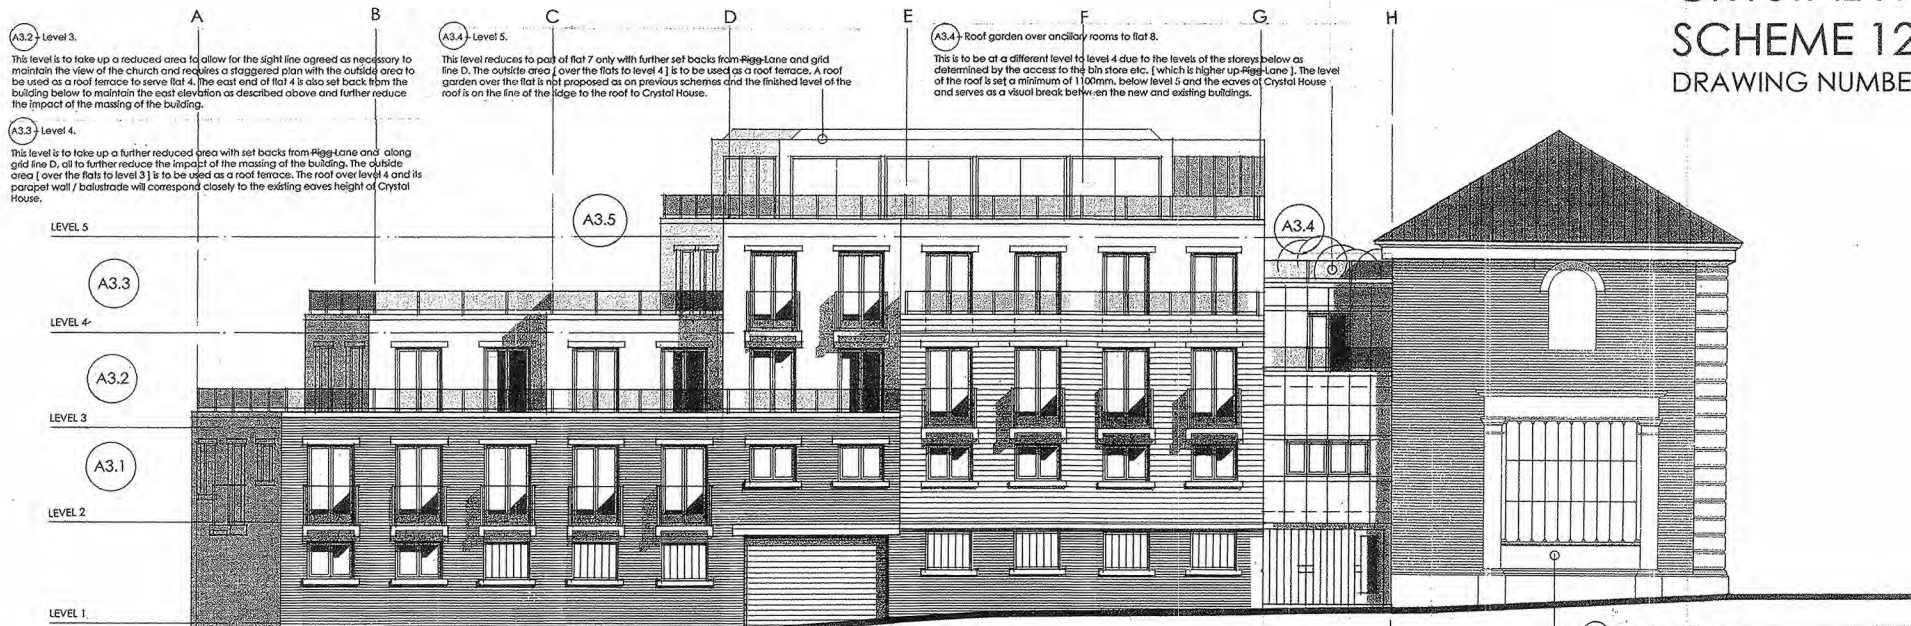 A B C D E F G H
SCHEME 12
DRAWING NUMBE
A3.2 Level 3.
This level is to take up a reduced area to allow for the sight line agreed as necessary to
maintain the view of the church and requires a staggered plan with the outside area to
be used as a roof terrace to serve flat 4. The east end of flat 4 is also set back from the
building below to maintain the east elevation as described above and further reduce
the impact of the massing of the building.
A3.3 Level 4.
This level is to take up a further reduced area with set backs from Pigg Lane and along
grid line D, all to further reduce the impact of the massing of the building. The outside
area [ over the flats to level 3 ] is to be used as a roof terrace. The roof over level 4 and its
parapet wall / balustrade will correspond closely to the existing eaves height of Crystal
House.
A3.4 Level 5.
This level reduces to part of flat 7 only with further set backs from Pigg Lane and grid
line D. The outside area [ over the flats to level 4 ] is to be used as a roof terrace. A roof
garden over the flat is not proposed as on previous schemes and the finished level of the
roof is on the line of the ridge to the roof to Crystal House.
A3.4 Roof garden over ancillary rooms to flat 8.
This is to be at a different level to level 4 due to the levels of the storeys below as
determined by the access to the bin store etc. [ which is higher up Pigg Lane ]. The level
of the roof is set a minimum of 1100mm. below level 5 and the eaves of Crystal House
and serves as a visual break between the new and existing buildings.
A3.5
A3.4
LEVEL 5
A3.3
LEVEL 4
A3.2
LEVEL 3
A3.1
LEVEL 2
LEVEL 1